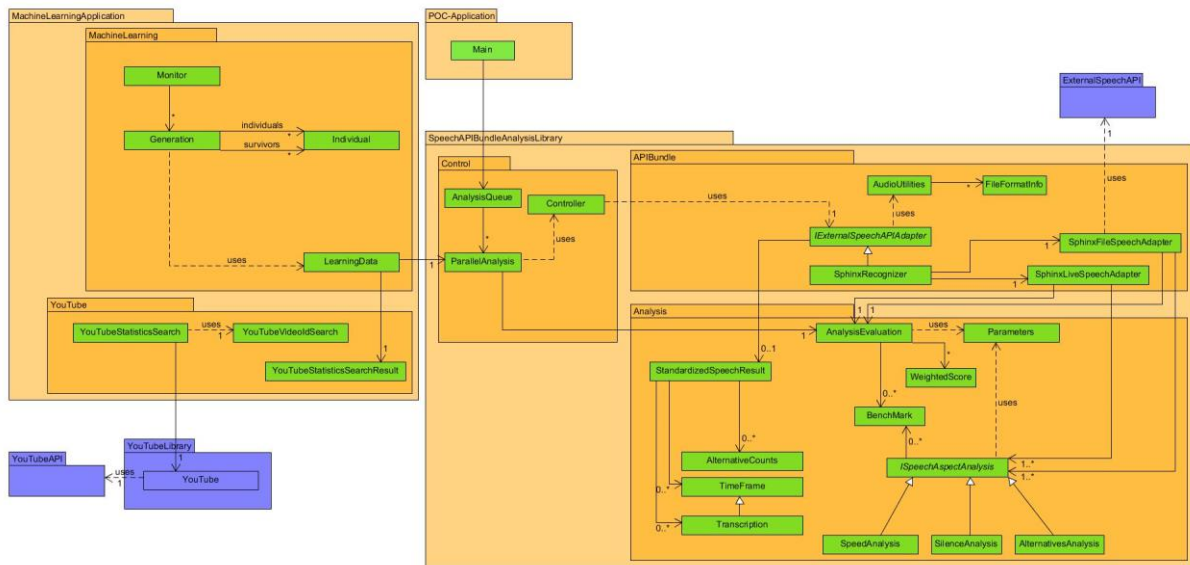 MachineLearningApplication
MachineLearning
Monitor
*
Generation
individuals
*
survivors
*
Individual
uses
LearningData
1
YouTube
YouTubeStatisticsSearch
uses
1
YouTubeVideoIdSearch
1
YouTubeStatisticsSearchResult
YouTubeAPI
uses
1
YouTubeLibrary
1
YouTube
POC-Application
Main
SpeechAPIBundleAnalysisLibrary
Control
AnalysisQueue
Controller
*
uses
ParallelAnalysis
uses
1
ExternalSpeechAPI
1
uses
APIBundle
AudioUtilities
*
FileFormatInfo
uses
IExternalSpeechAPIAdapter
1
SphinxFileSpeechAdapter
SphinxRecognizer
1
SphinxLiveSpeechAdapter
Analysis
1
1
1
AnalysisEvaluation
uses
Parameters
0..1
StandardizedSpeechResult
*
WeightedScore
uses
0..*
BenchMark
0..*
0..*
AlternativeCounts
ISpeechAspectAnalysis
1..*
1..*
0..*
TimeFrame
0..*
Transcription
SpeedAnalysis
SilenceAnalysis
AlternativesAnalysis